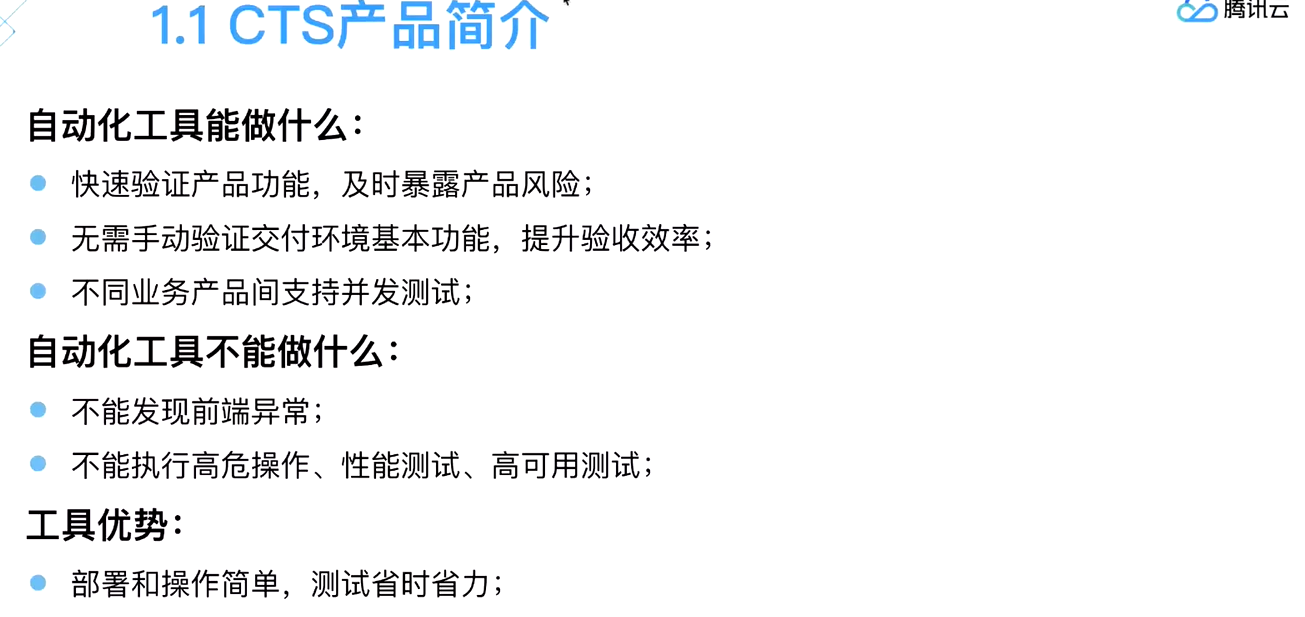 1.1 CTS产品简介
腾讯云
自动化工具能做什么：
快速验证产品功能，及时暴露产品风险；
无需手动验证交付环境基本功能，提升验收效率；
不同业务产品间支持并发测试；
自动化工具不能做什么：
不能发现前端异常；
不能执行高危操作、性能测试、高可用测试；
工具优势：
部署和操作简单，测试省时省力；